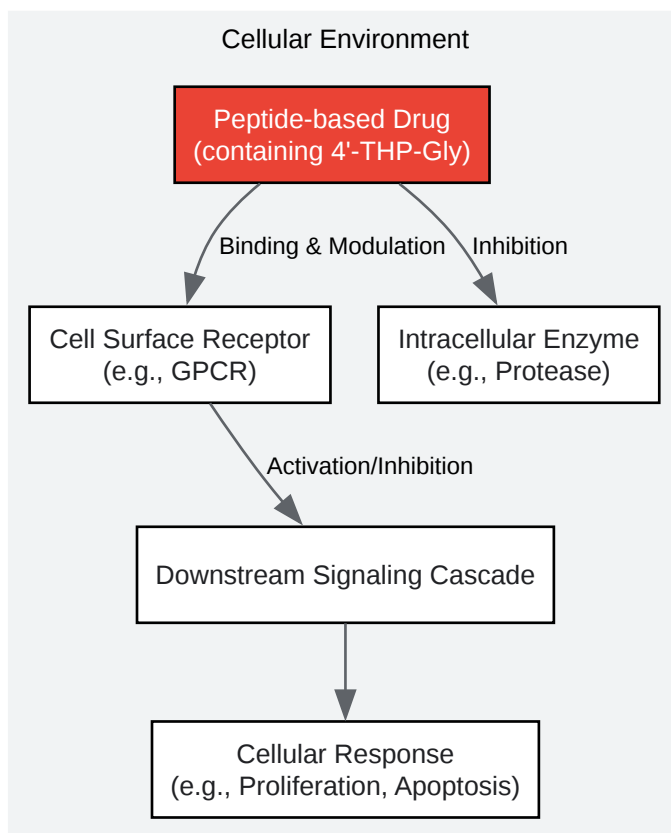 Cellular Environment
Peptide-based Drug
(containing 4'-THP-Gly)
Binding & Modulation
Inhibition
Cell Surface Receptor
(e.g., GPCR)
Intracellular Enzyme
(e.g., Protease)
Activation/Inhibition
Downstream Signaling Cascade
Cellular Response
(e.g., Proliferation, Apoptosis)